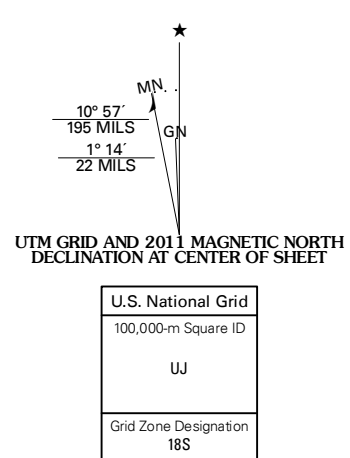 ★
MN
10° 57´
195 MILS
GN
1° 14´
22 MILS
UTM GRID AND 2011 MAGNETIC NORTH
DECLINATION AT CENTER OF SHEET
U.S. National Grid
100,000-m Square ID
UJ
Grid Zone Designation
18S